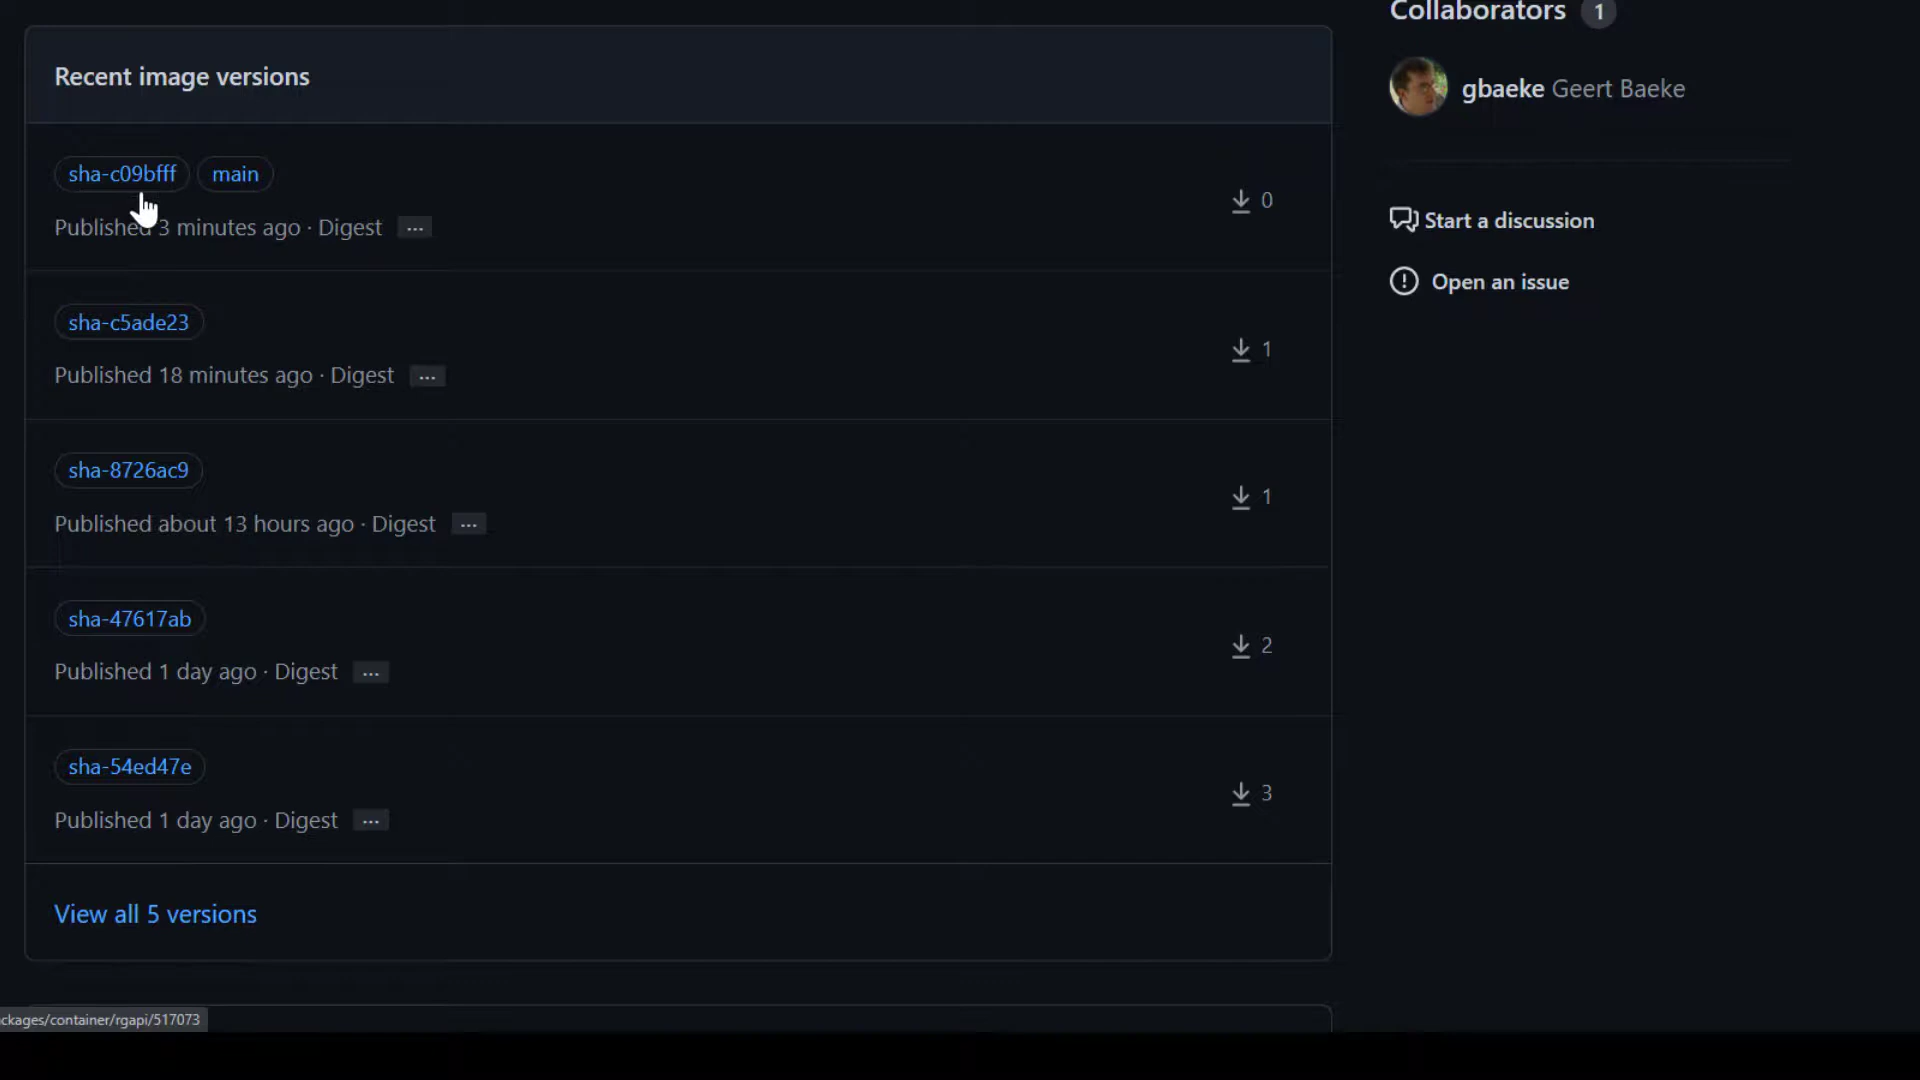 Collaborators 1
Recent image versions
gbaeke Geert Baeke
sha-c09bfff main
Published 3 minutes ago · Digest ...
0
Start a discussion
Open an issue
sha-c5ade23
Published 18 minutes ago · Digest ...
1
sha-8726ac9
Published about 13 hours ago · Digest ...
1
sha-47617ab
Published 1 day ago · Digest ...
2
sha-54ed47e
Published 1 day ago · Digest ...
3
View all 5 versions
ckages/container/rgapi/517073